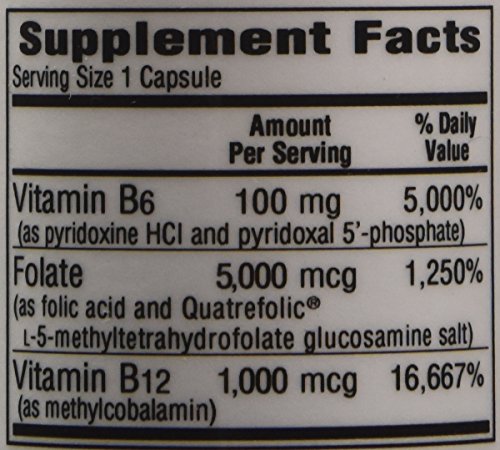 Supplement Facts
Serving Size 1 Capsule
Amount Per Serving % Daily Value
Vitamin B6 100 mg 5,000%
(as pyridoxine HCl and pyridoxal 5'-phosphate)
Folate 5,000 mcg 1,250%
(as folic acid and Quatrefolic®
L-5-methyltetrahydrofolate glucosamine salt)
Vitamin B12 1,000 mcg 16,667%
(as methylcobalamin)